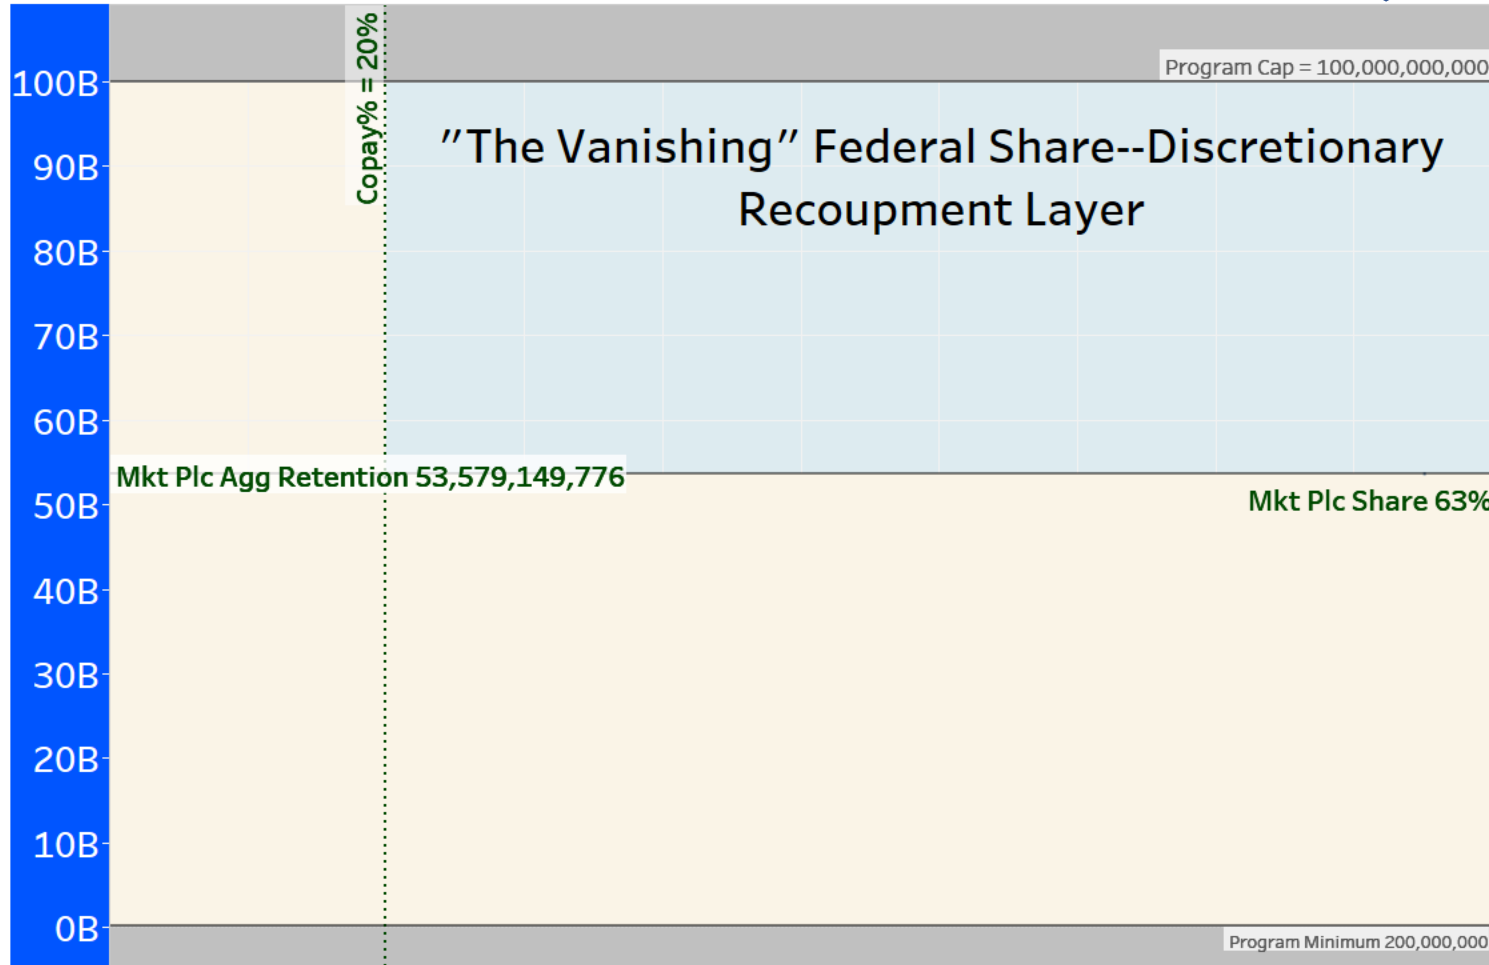 Copay% = 20%
100B
Program Cap = 100,000,000,000
"The Vanishing" Federal Share--Discretionary
Recoupment Layer
90B
80B
70B
60B
Mkt Plc Agg Retention 53,579,149,776
50B
Mkt Plc Share 63%
40B
30B
20B
10B
0B
Program Minimum 200,000,000